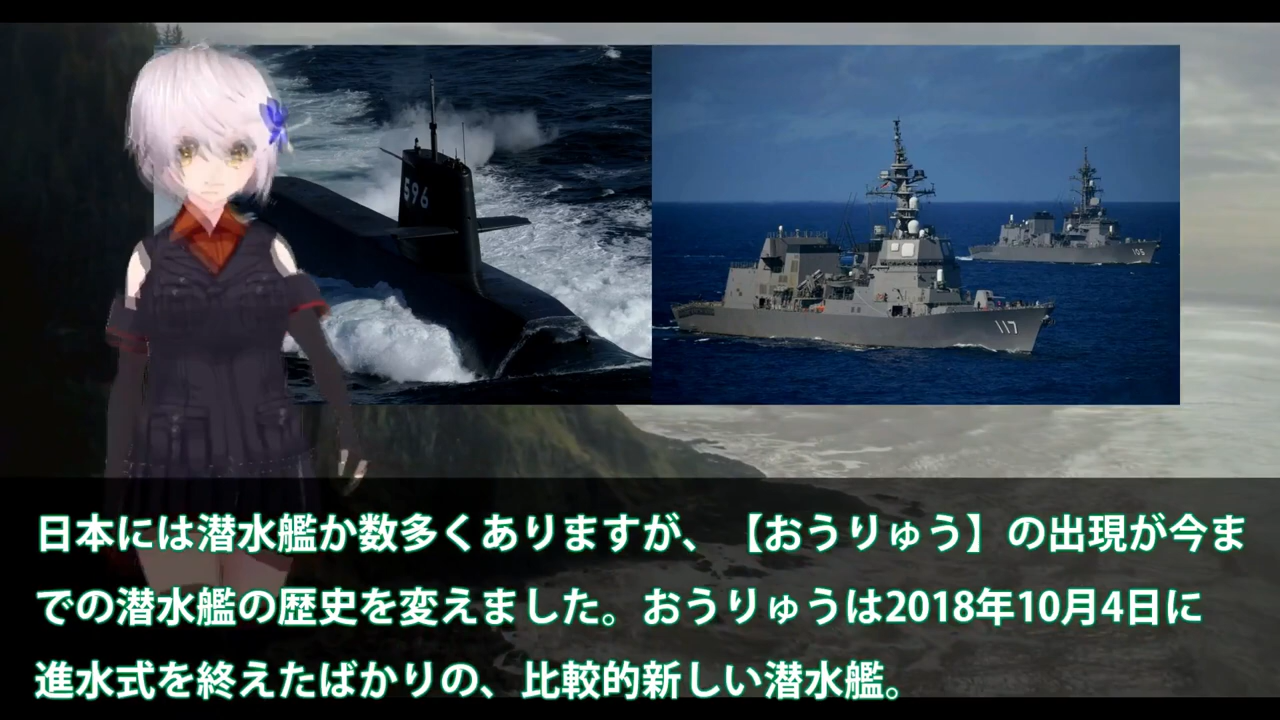 596
117
105
日本には潜水艦か数多くありますが、【おうりゅう】の出現が今ま
での潜水艦の歴史を変えました。おうりゅうは2018年10月4日に
進水式を終えたばかりの、比較的新しい潜水艦。